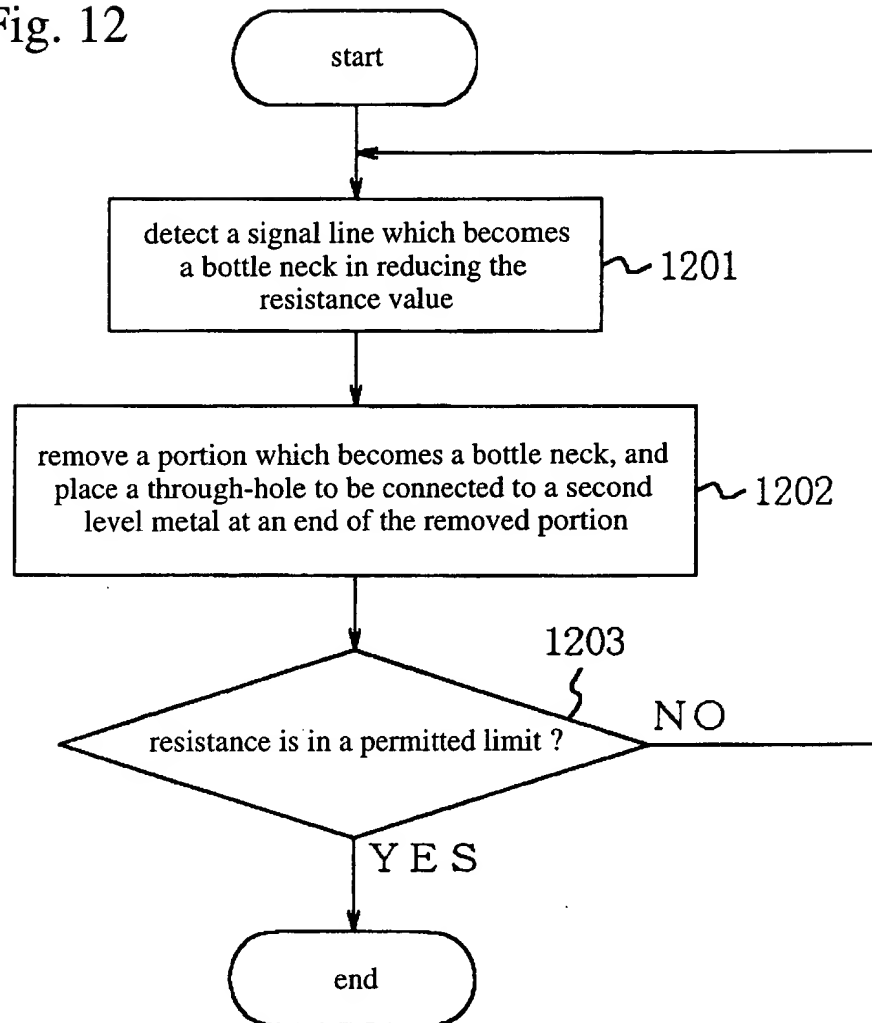 Fig. 12
start
detect a signal line which becomes
a bottle neck in reducing the
resistance value
1201
remove a portion which becomes a bottle neck, and
place a through-hole to be connected to a second
level metal at an end of the removed portion
1202
1203
resistance is in a permitted limit ?
NO
YES
end